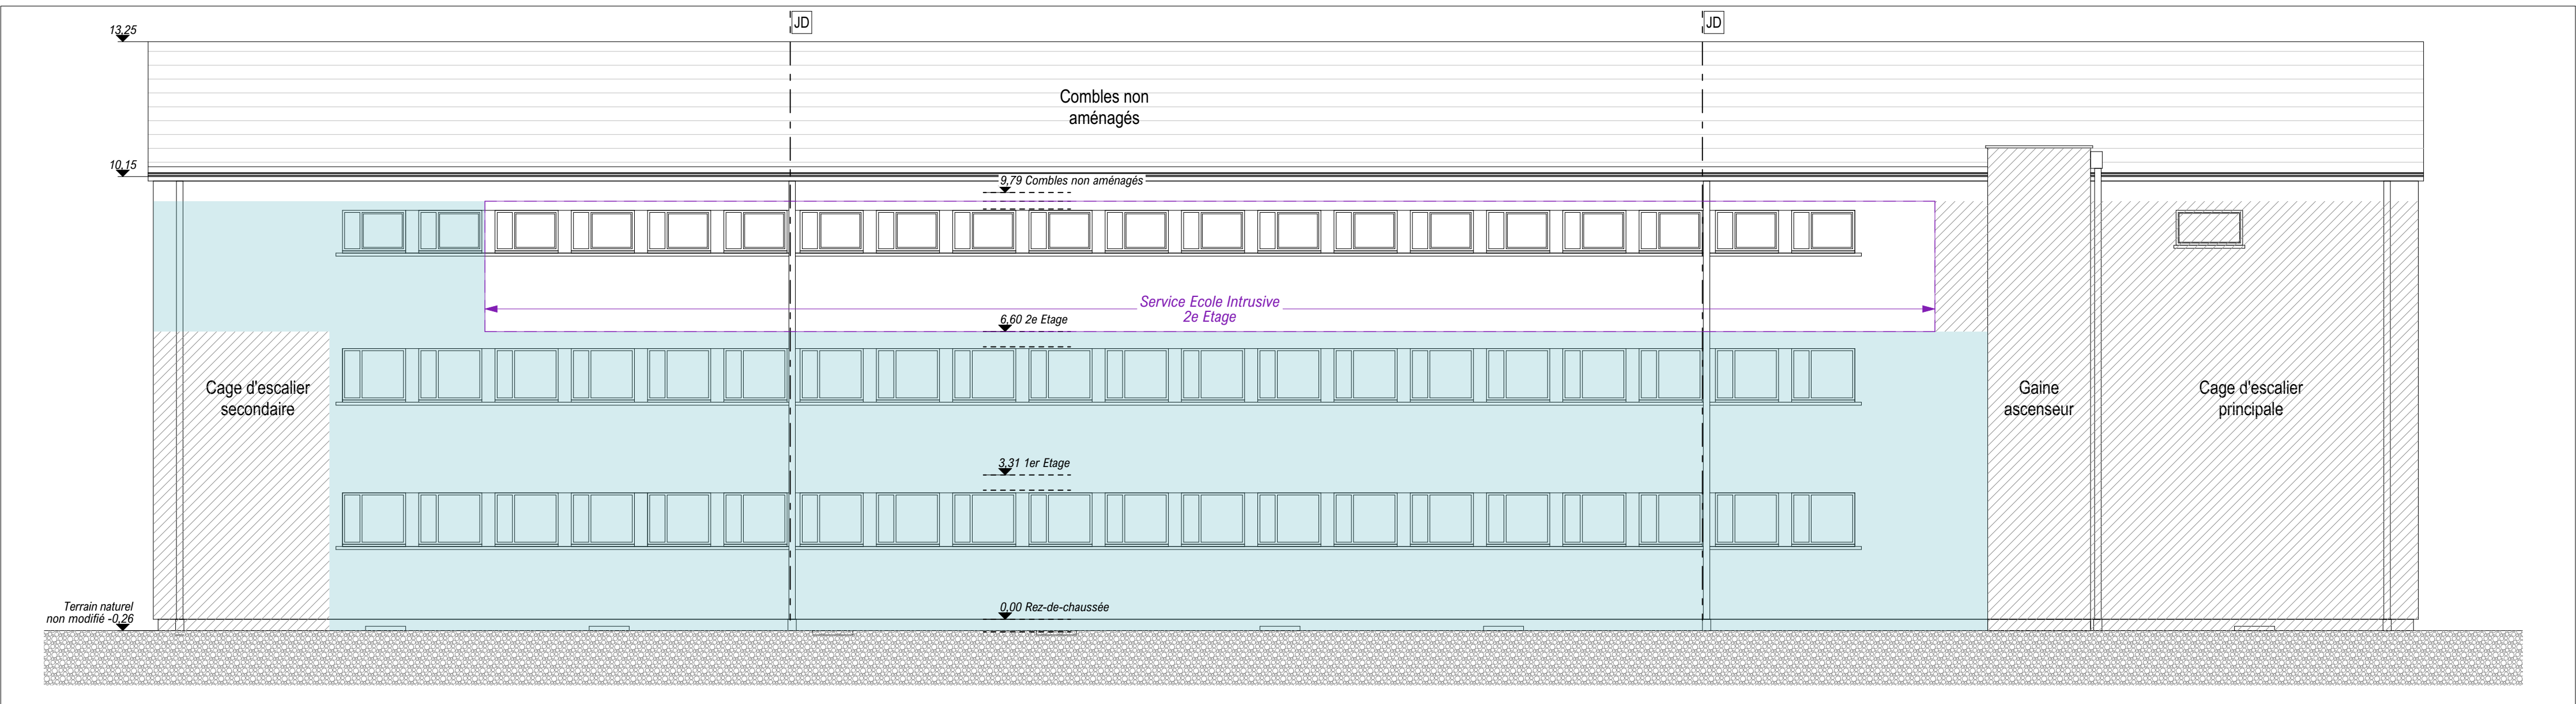 JD
JD
13,25
Combles non
aménagés
10,15
9,79 Combles non aménagés
Service Ecole Intrusive
2e Etage
6,60 2e Etage
Cage d'escalier
secondaire
Gaine
ascenseur
Cage d'escalier
principale
3,31 1er Etage
Terrain naturel
non modifié -0,26
0,00 Rez-de-chaussée